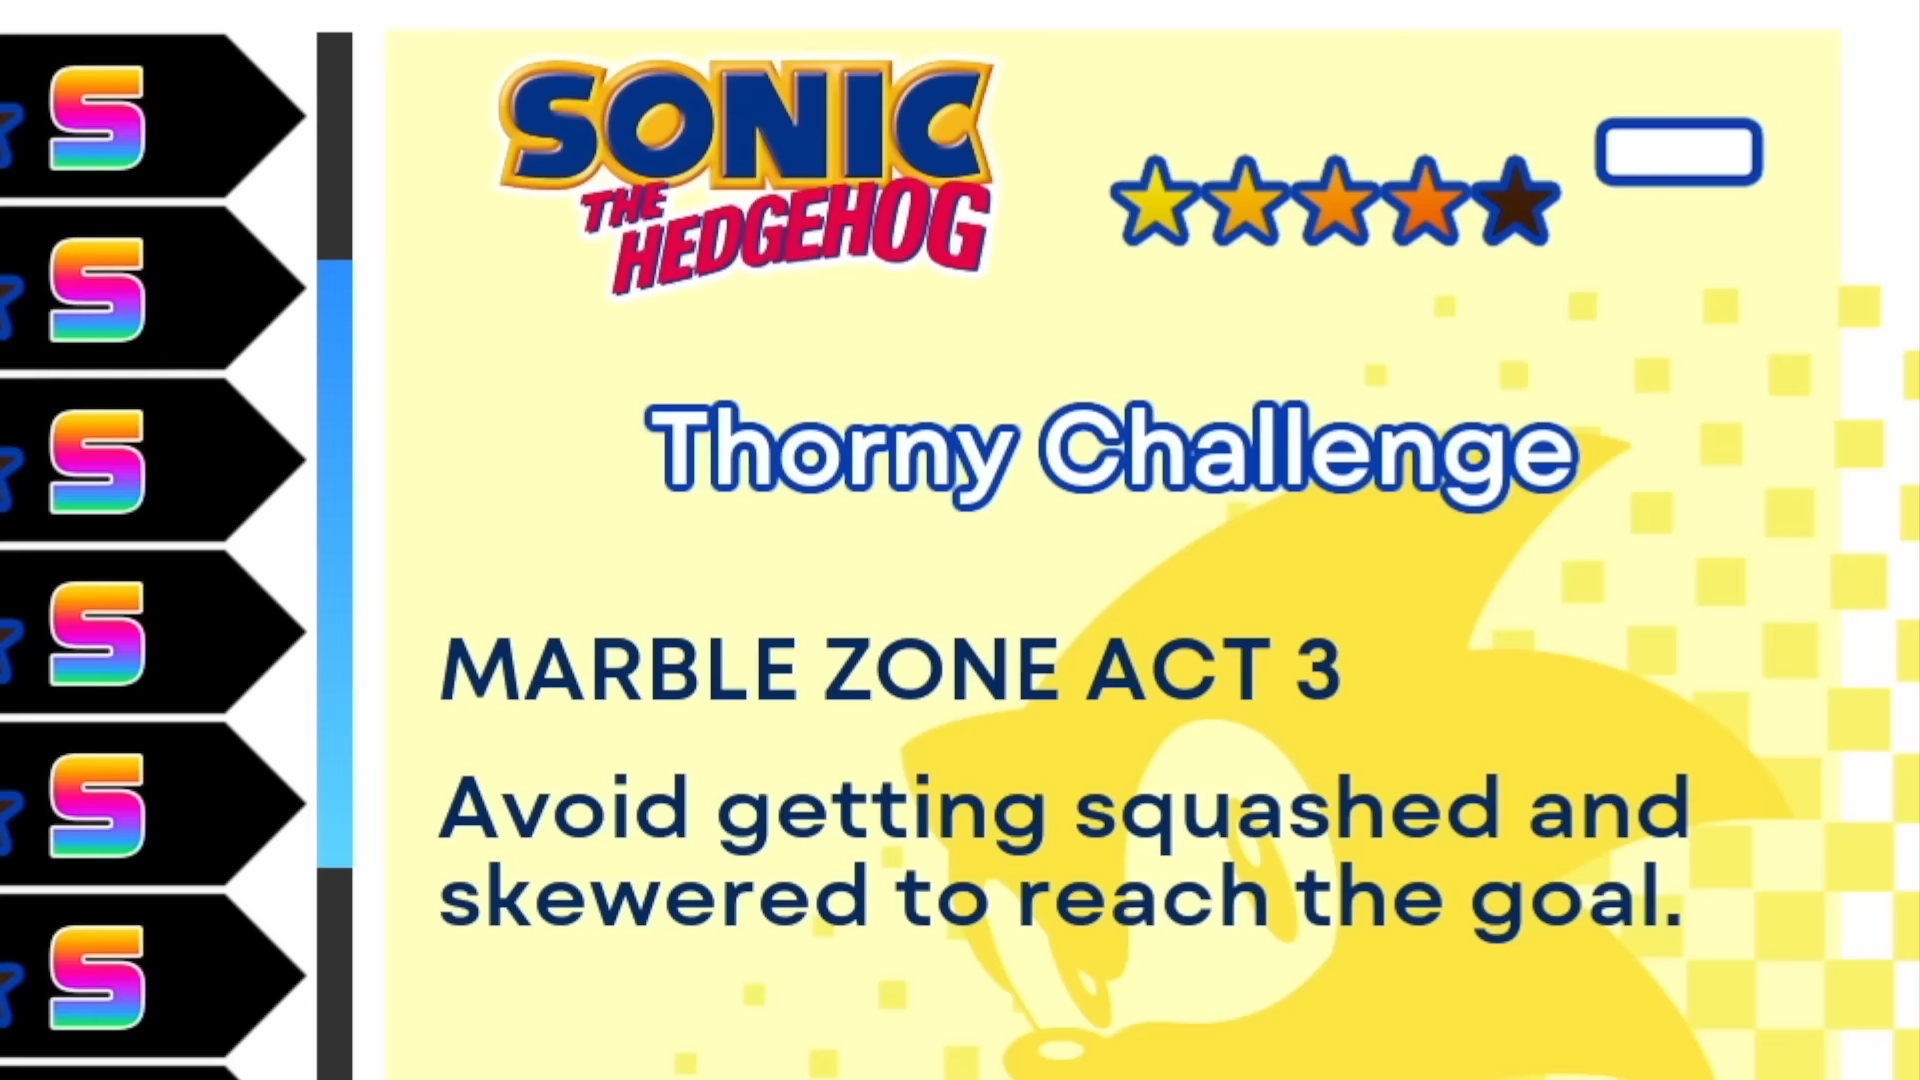 S
S
S
S
S
S
SONIC
THE
HEDGEHOG
Thorny Challenge
MARBLE ZONE ACT 3
Avoid getting squashed and
skewered to reach the goal.